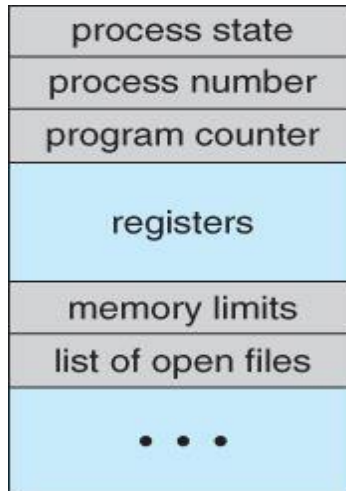 process state
process number
program counter
registers
memory limits
list of open files
• • •